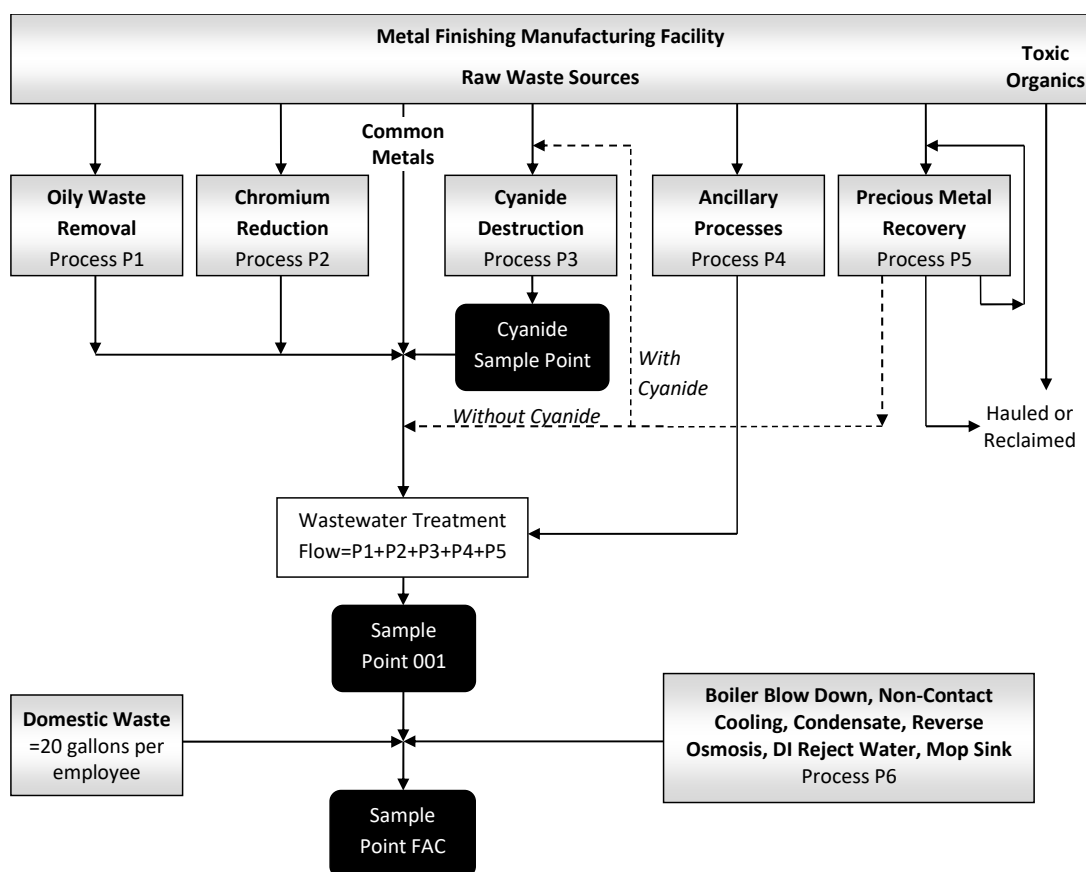 Metal Finishing Manufacturing Facility
Raw Waste Sources
Toxic
Organics
Common
Metals
Oily Waste
Removal
Process P1
Chromium
Reduction
Process P2
Cyanide
Destruction
Process P3
Ancillary
Processes
Process P4
Precious Metal
Recovery
Process P5
Cyanide
Sample Point
With
Cyanide
Without Cyanide
Hauled or
Reclaimed
Wastewater Treatment
Flow=P1+P2+P3+P4+P5
Sample
Point 001
Domestic Waste
=20 gallons per
employee
Boiler Blow Down, Non-Contact
Cooling, Condensate, Reverse
Osmosis, DI Reject Water, Mop Sink
Process P6
Sample
Point FAC